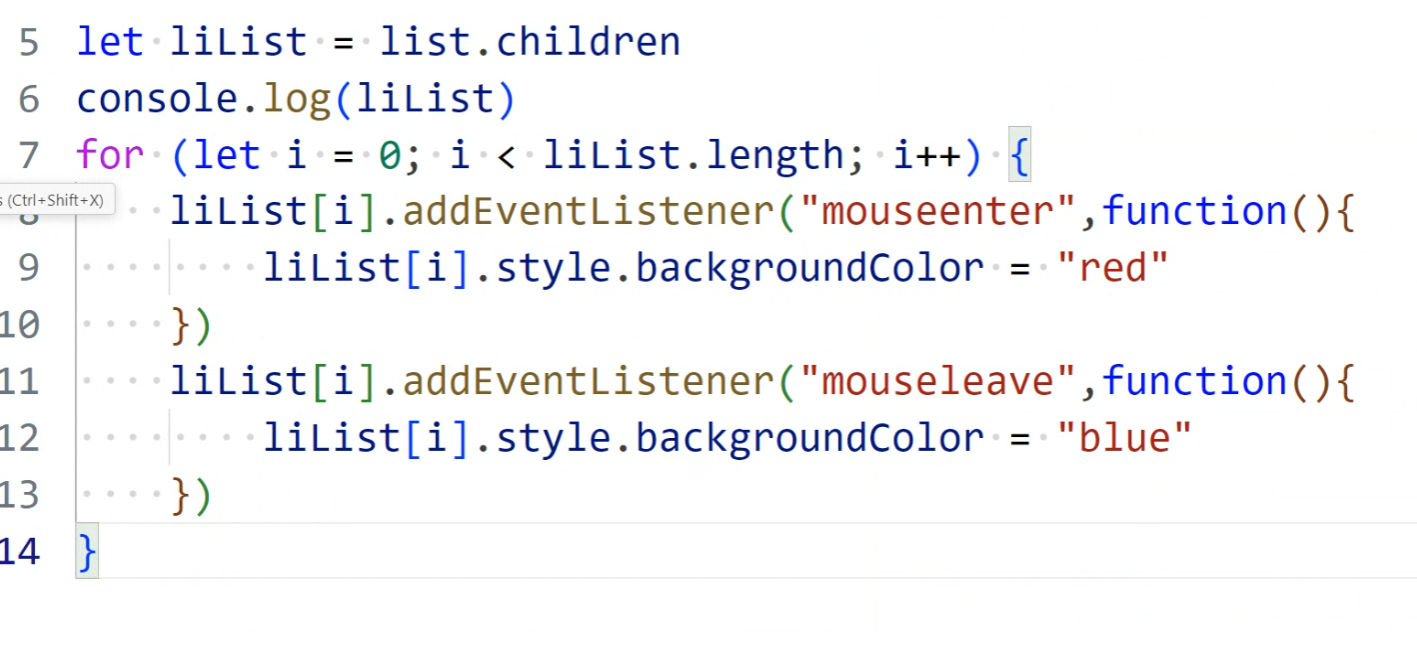 5 let liList = list.children
6 console.log(liList)
7 for (let i = 0; i < liList.length; i++) {
s (Ctrl+Shift+X)
8 liList[i].addEventListener("mouseenter",function(){
9 liList[i].style.backgroundColor = "red"
10 })
11 liList[i].addEventListener("mouseleave",function(){
12 liList[i].style.backgroundColor = "blue"
13 })
14 }